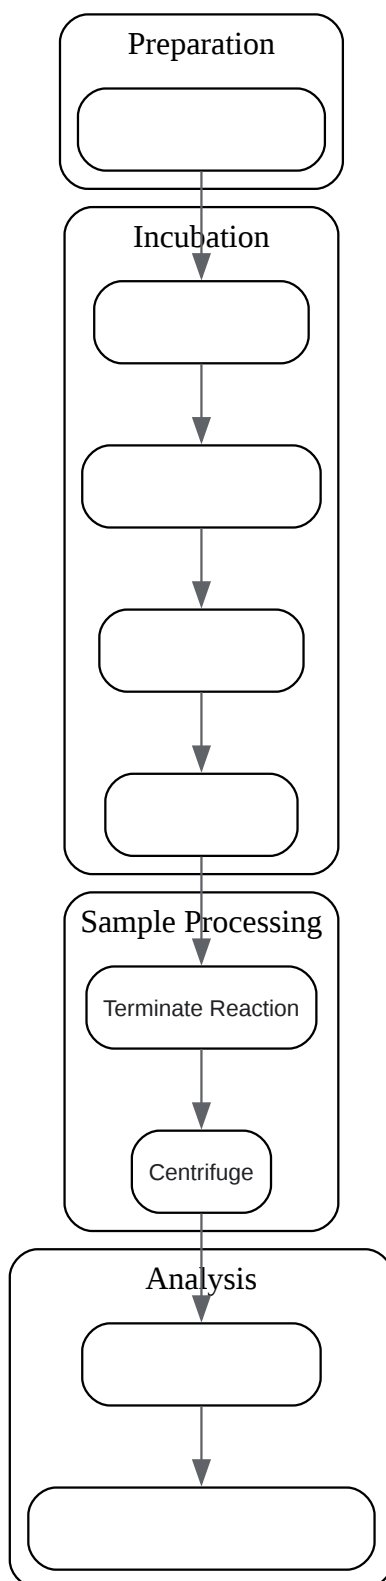 Preparation
Incubation
Sample Processing
Terminate Reaction
Centrifuge
Analysis